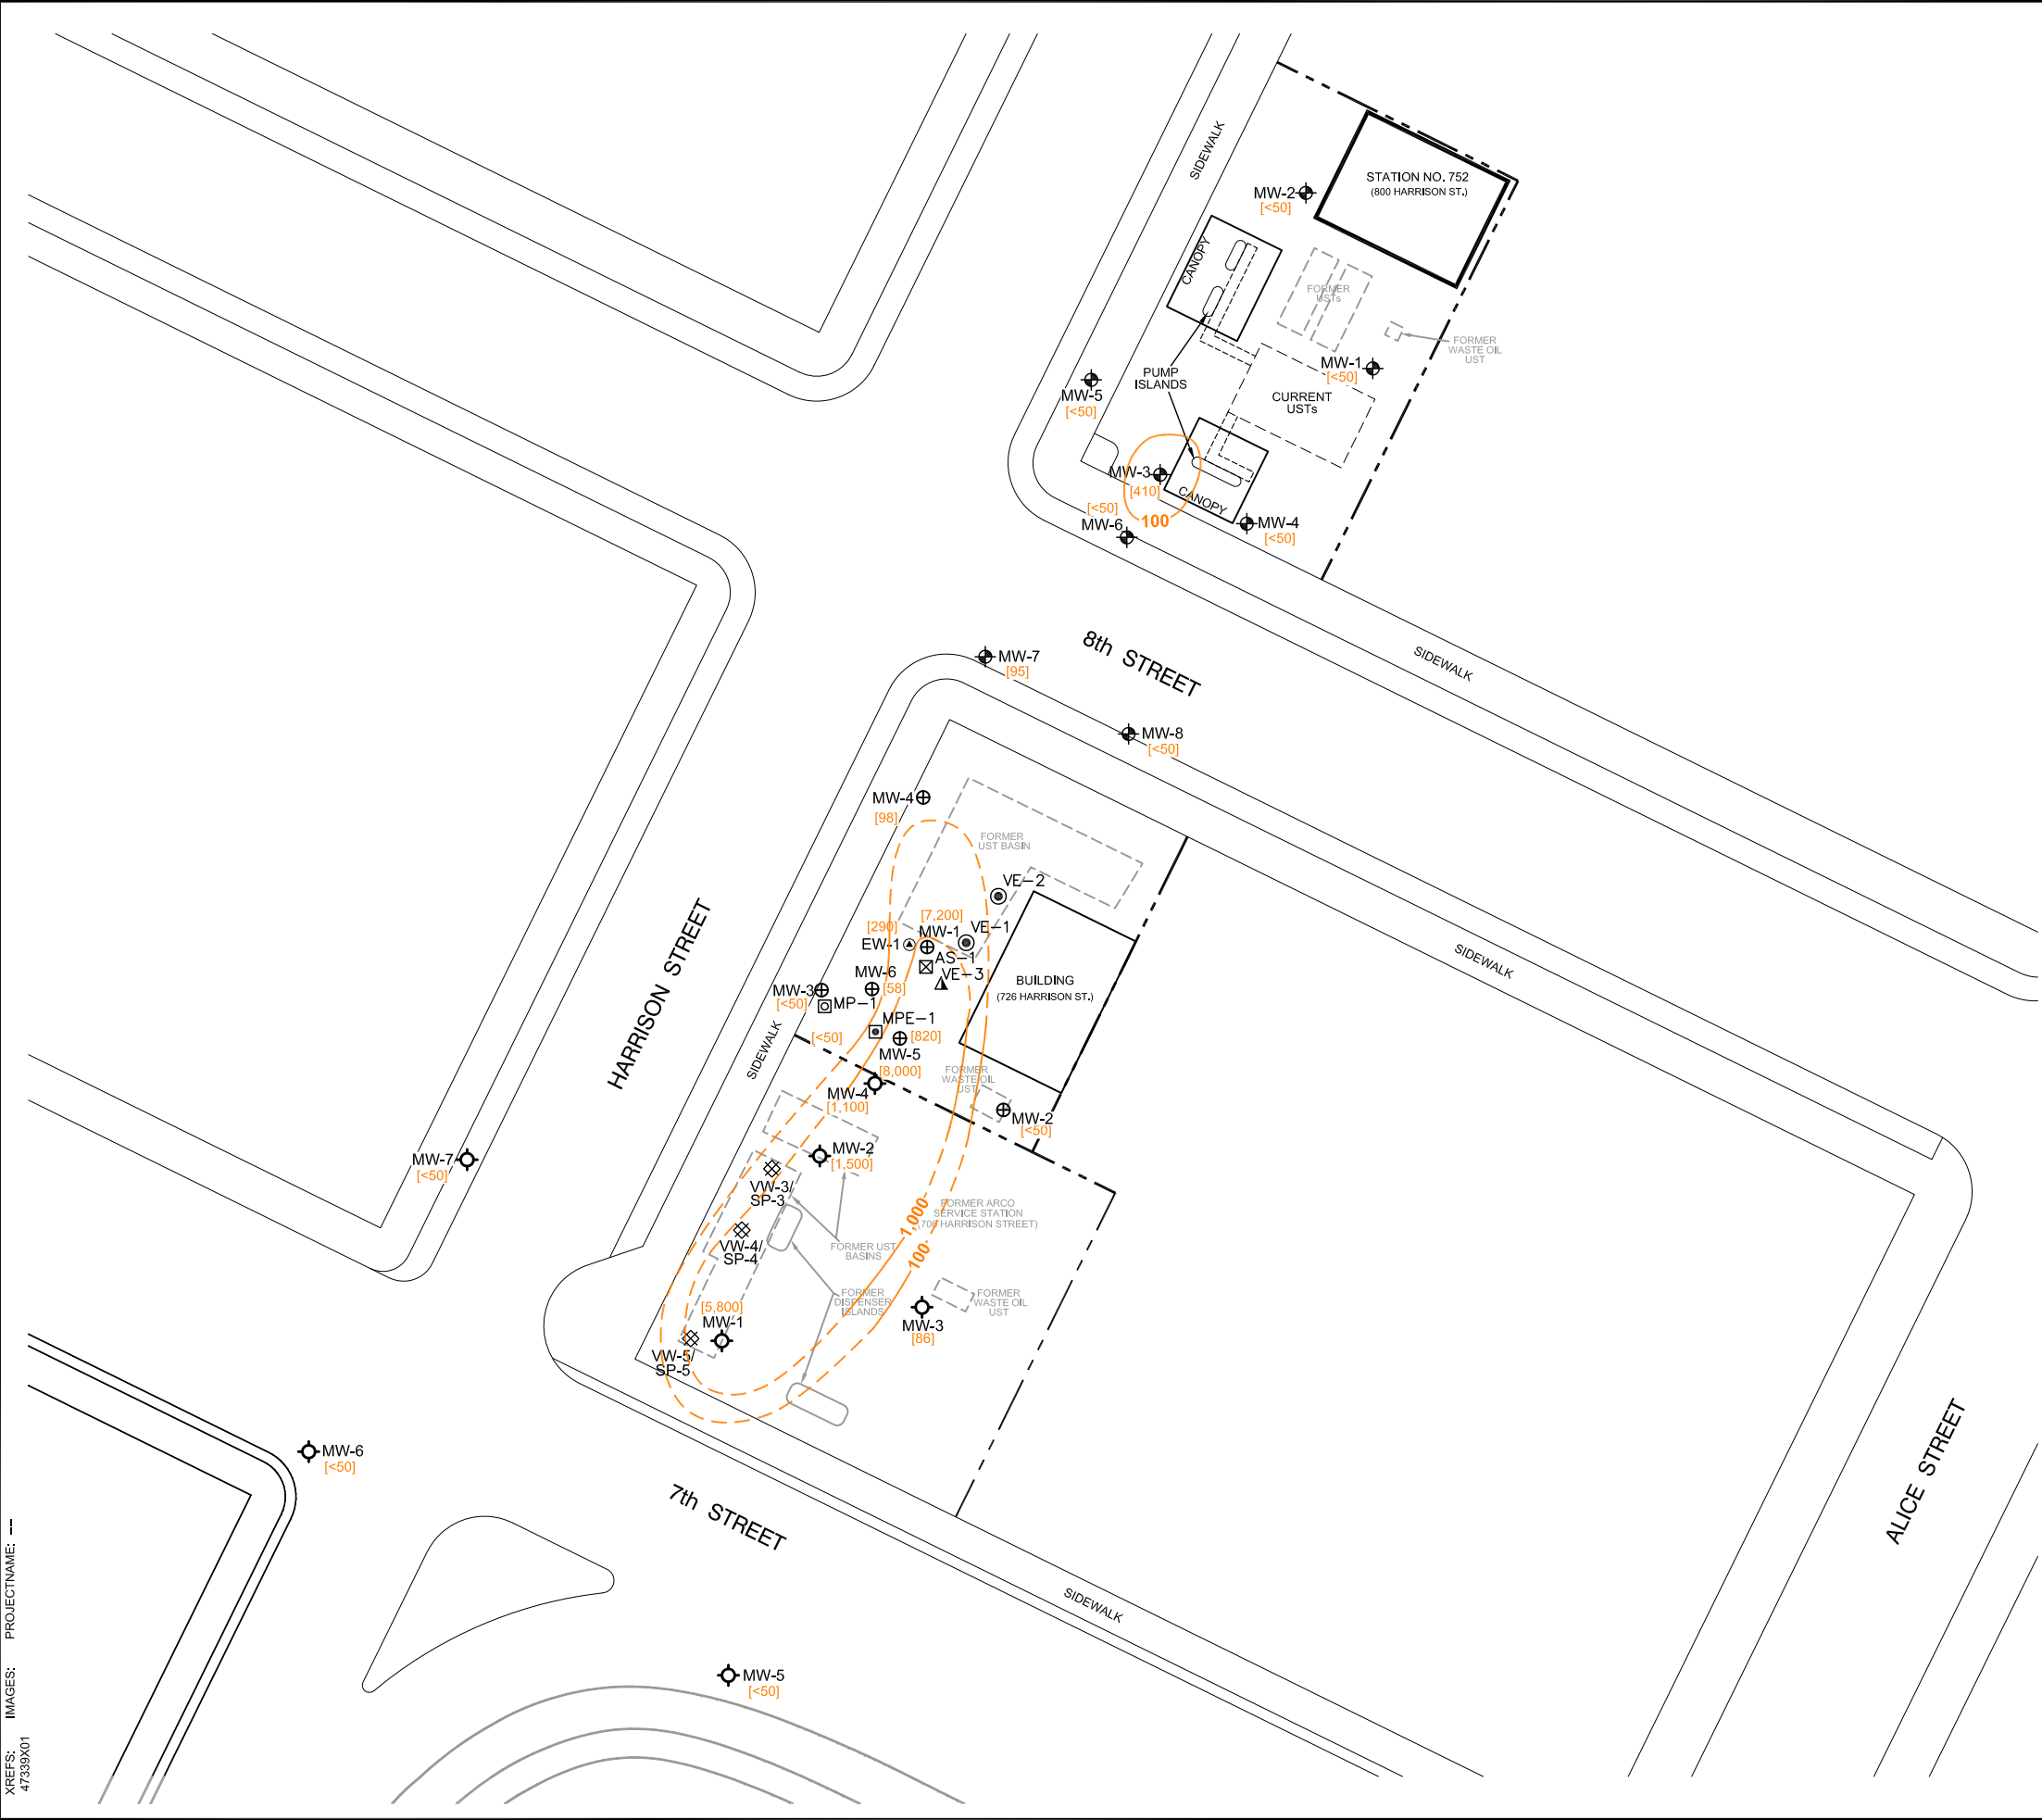 SIDEWALK
STATION NO. 752
(800 HARRISON ST.)
MW-2
[<50]
CANOPY
FORMER
USTs
FORMER
WASTE OIL
UST
MW-1
[<50]
PUMP
ISLANDS
MW-5
[<50]
CURRENT
USTs
MW-3
[410]
CANOPY
[<50]
MW-6
100
MW-4
[<50]
8th STREET
SIDEWALK
MW-7
[95]
MW-8
[<50]
MW-4
[98]
FORMER
UST BASIN
VE-2
[7,200]
[290]
MW-1
VE-1
EW-1
AS-1
MW-6
VE-3
[58]
MW-3
[<50]
MP-1
BUILDING
(726 HARRISON ST.)
SIDEWALK
HARRISON STREET
SIDEWALK
MPE-1
[<50]
[820]
MW-5
[8,000]
MW-4
[1,100]
FORMER
WASTE OIL
UST
MW-2
[<50]
MW-2
[1,500]
MW-7
[<50]
VW-3/
SP-3
1,000
FORMER ARCO
SERVICE STATION
(706 HARRISON STREET)
VW-4/
SP-4
FORMER UST
BASINS
100
FORMER
DISPENSER
ISLANDS
FORMER
WASTE OIL
UST
[5,800]
MW-1
MW-3
[86]
VW-5/
SP-5
MW-6
[<50]
7th STREET
ALICE STREET
SIDEWALK
MW-5
[<50]
XREFS: IMAGES: PROJECTNAME: --
47339X01